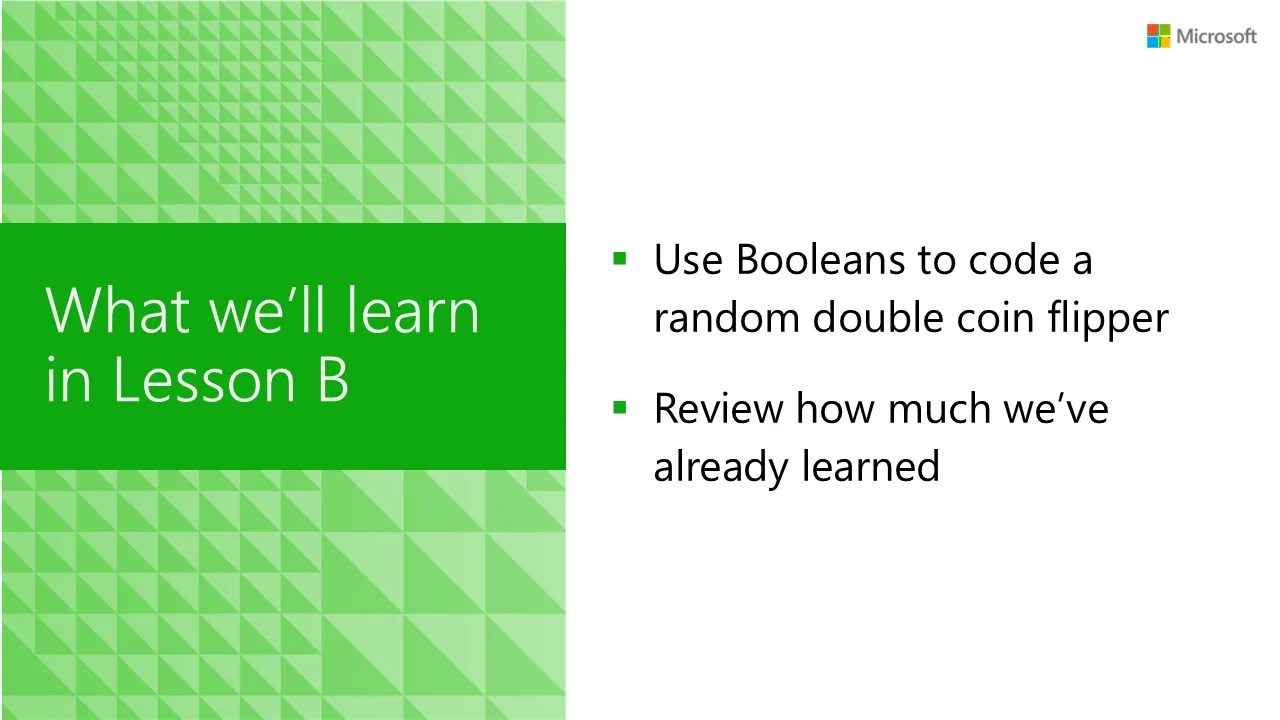 Microsoft
What we’ll learn
in Lesson B
Use Booleans to code a
random double coin flipper
Review how much we’ve
already learned